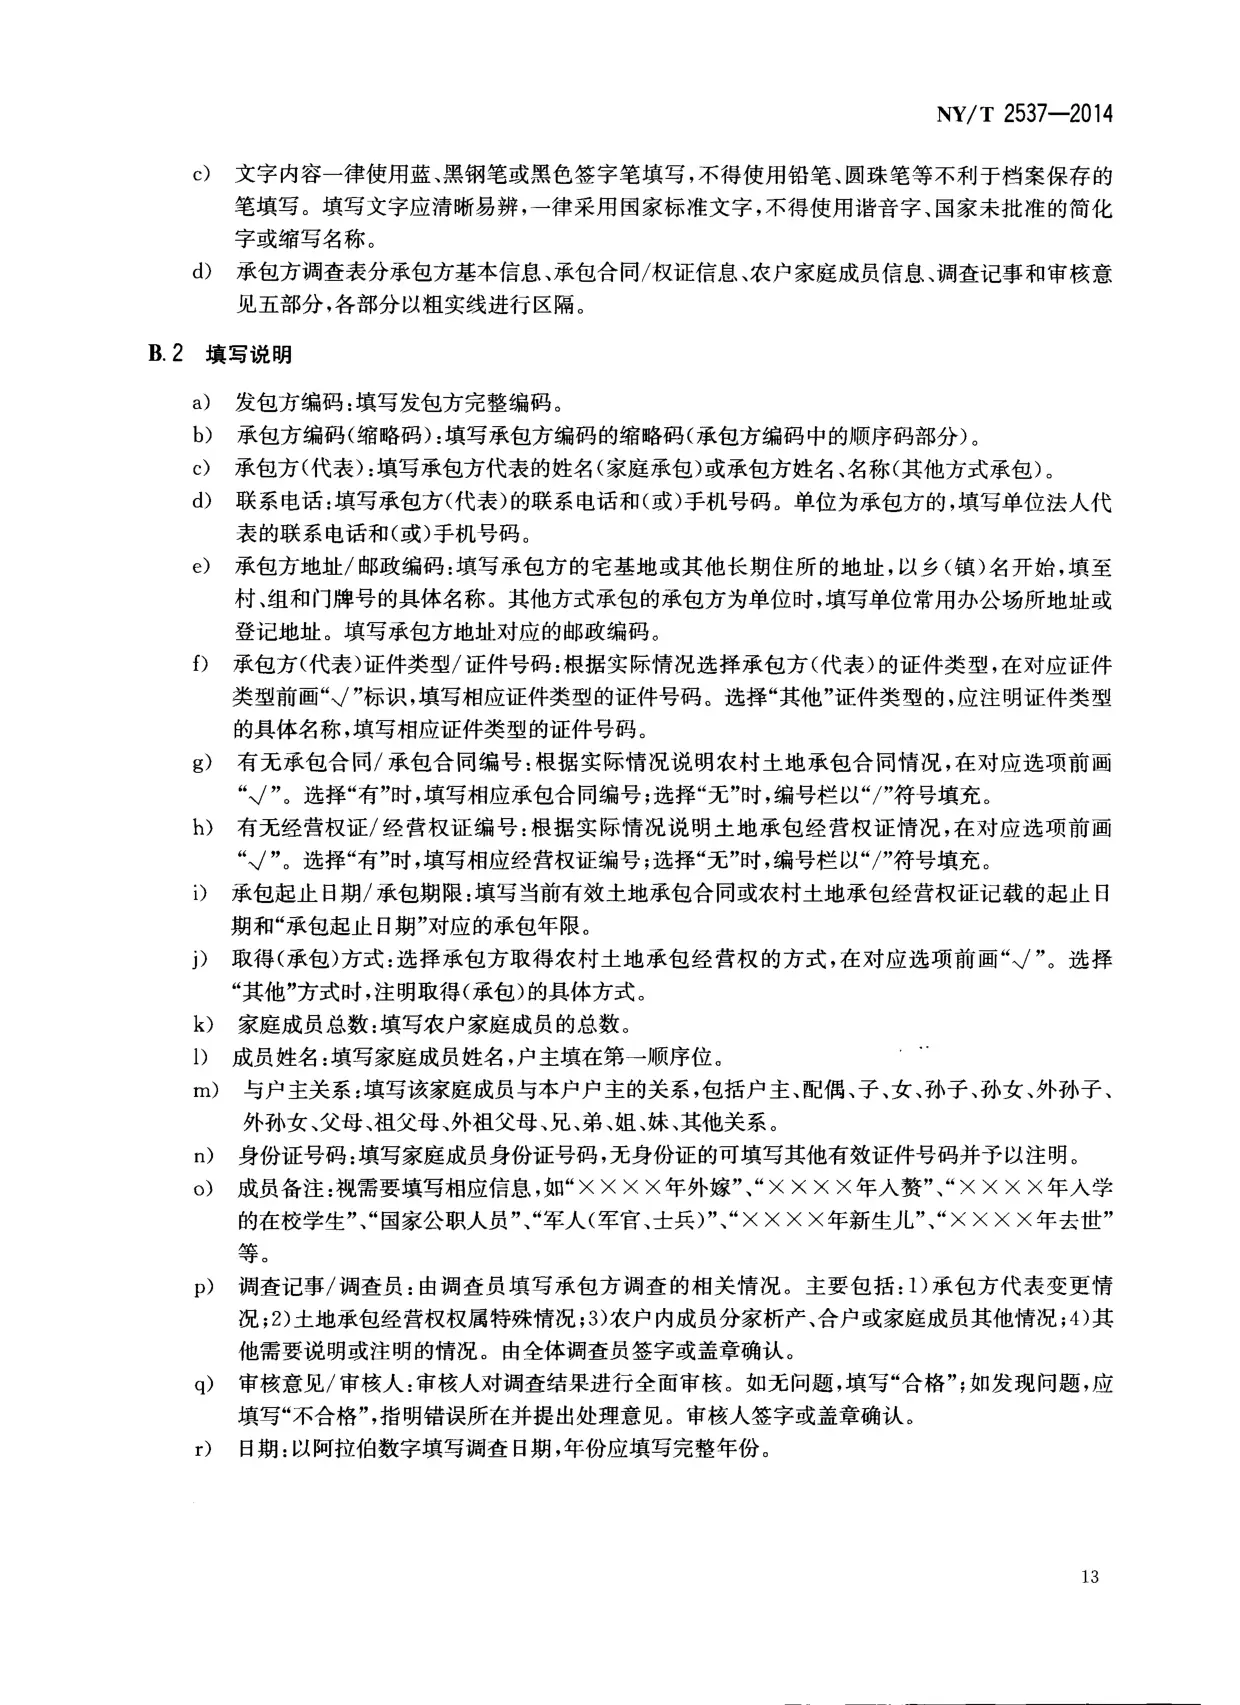 NY/T 2537—2014
c) 文字内容一律使用蓝、黑钢笔或黑色签字笔填写,不得使用铅笔、圆珠笔等不利于档案保存的
笔填写。填写文字应清晰易辨,一律采用国家标准文字,不得使用谐音字、国家未批准的简化
字或缩写名称。
d) 承包方调查表分承包方基本信息、承包合同/权证信息、农户家庭成员信息、调查记事和审核意
见五部分,各部分以粗实线进行区隔。
B.2 填写说明
a) 发包方编码:填写发包方完整编码。
b) 承包方编码(缩略码):填写承包方编码的缩略码(承包方编码中的顺序码部分)。
c) 承包方(代表):填写承包方代表的姓名(家庭承包)或承包方姓名、名称(其他方式承包)。
d) 联系电话:填写承包方(代表)的联系电话和(或)手机号码。单位为承包方的,填写单位法人代
表的联系电话和(或)手机号码。
e) 承包方地址/邮政编码:填写承包方的宅基地或其他长期住所的地址,以乡(镇)名开始,填至
村、组和门牌号的具体名称。其他方式承包的承包方为单位时,填写单位常用办公场所地址或
登记地址。填写承包方地址对应的邮政编码。
f) 承包方(代表)证件类型/证件号码:根据实际情况选择承包方(代表)的证件类型,在对应证件
类型前画“√”标识,填写相应证件类型的证件号码。选择“其他”证件类型的,应注明证件类型
的具体名称,填写相应证件类型的证件号码。
g) 有无承包合同/承包合同编号:根据实际情况说明农村土地承包合同情况,在对应选项前画
“√”。选择“有”时,填写相应承包合同编号;选择“无”时,编号栏以“/”符号填充。
h) 有无经营权证/经营权证编号:根据实际情况说明土地承包经营权证情况,在对应选项前画
“√”。选择“有”时,填写相应经营权证编号;选择“无”时,编号栏以“/”符号填充。
i) 承包起止日期/承包期限:填写当前有效土地承包合同或农村土地承包经营权证记载的起止日
期和“承包起止日期”对应的承包年限。
j) 取得(承包)方式:选择承包方取得农村土地承包经营权的方式,在对应选项前画“√”。选择
“其他”方式时,注明取得(承包)的具体方式。
k) 家庭成员总数:填写农户家庭成员的总数。
l) 成员姓名:填写家庭成员姓名,户主填在第一顺序位。
m) 与户主关系:填写该家庭成员与本户户主的关系,包括户主、配偶、子、女、孙子、孙女、外孙子、
外孙女、父母、祖父母、外祖父母、兄、弟、姐、妹、其他关系。
n) 身份证号码:填写家庭成员身份证号码,无身份证的可填写其他有效证件号码并予以注明。
o) 成员备注:视需要填写相应信息,如“××××年外嫁”、“××××年入赘”、“××××年入学
的在校学生”、“国家公职人员”、“军人(军官、士兵)”、“××××年新生儿”、“××××年去世”
等。
p) 调查记事/调查员:由调查员填写承包方调查的相关情况。主要包括:1)承包方代表变更情
况;2)土地承包经营权权属特殊情况;3)农户内成员分家析产、合户或家庭成员其他情况;4)其
他需要说明或注明的情况。由全体调查员签字或盖章确认。
q) 审核意见/审核人:审核人对调查结果进行全面审核。如无问题,填写“合格”;如发现问题,应
填写“不合格”,指明错误所在并提出处理意见。审核人签字或盖章确认。
r) 日期:以阿拉伯数字填写调查日期,年份应填写完整年份。
13